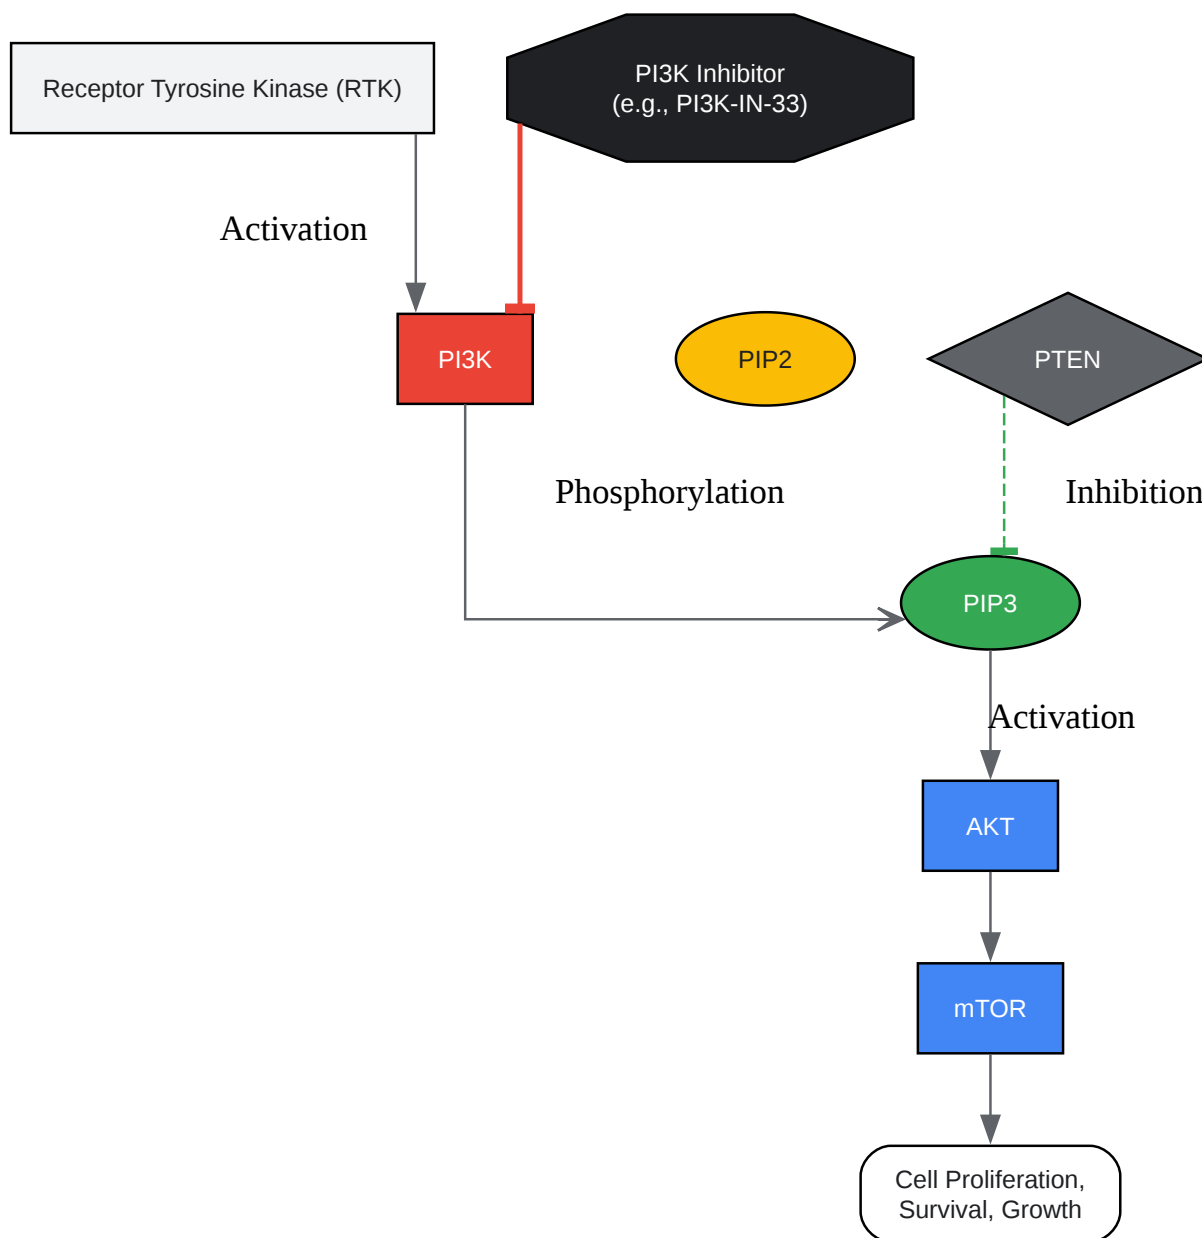 Receptor Tyrosine Kinase (RTK)
PI3K Inhibitor
(e.g., PI3K-IN-33)
Activation
PI3K
PIP2
PTEN
Phosphorylation
Inhibition
PIP3
Activation
AKT
mTOR
Cell Proliferation,
Survival, Growth